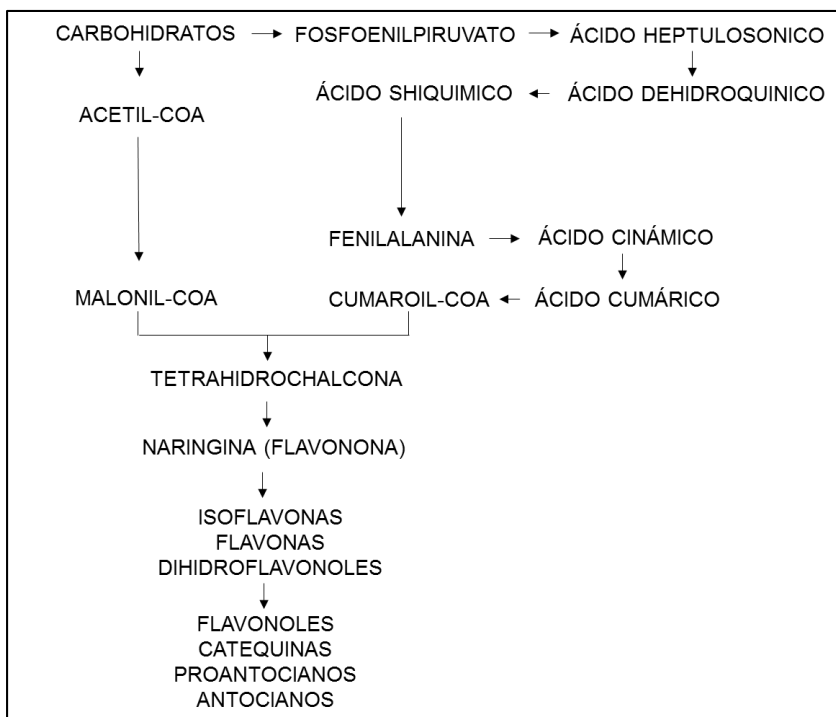 CARBOHIDRATOS FOSFOENILPIRUVATO ÁCIDO HEPTULOSONICO
ÁCIDO SHIQUIMICO ÁCIDO DEHIDROQUINICO
ACETIL-COA
FENILALANINA ÁCIDO CINÁMICO
MALONIL-COA CUMAROIL-COA ÁCIDO CUMÁRICO
TETRAHIDROCHALCONA
NARINGINA (FLAVONONA)
ISOFLAVONAS
FLAVONAS
DIHIDROFLAVONOLES
FLAVONOLES
CATEQUINAS
PROANTOCIANOS
ANTOCIANOS